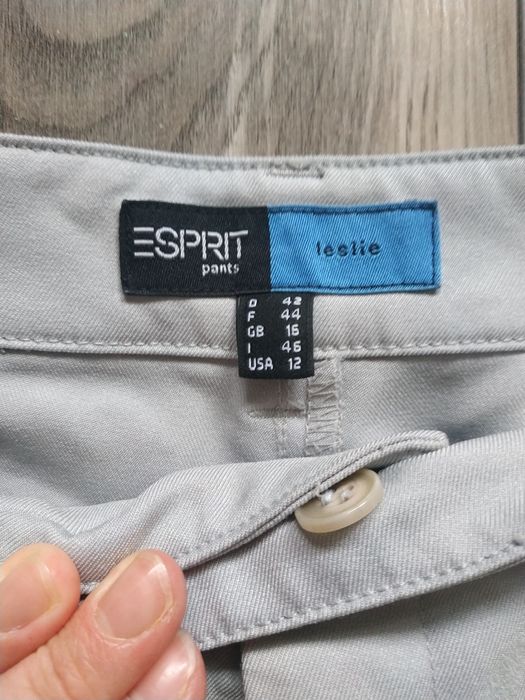 ESPRIT
pants
leslie
D 42
F 44
GB 16
I 46
USA 12